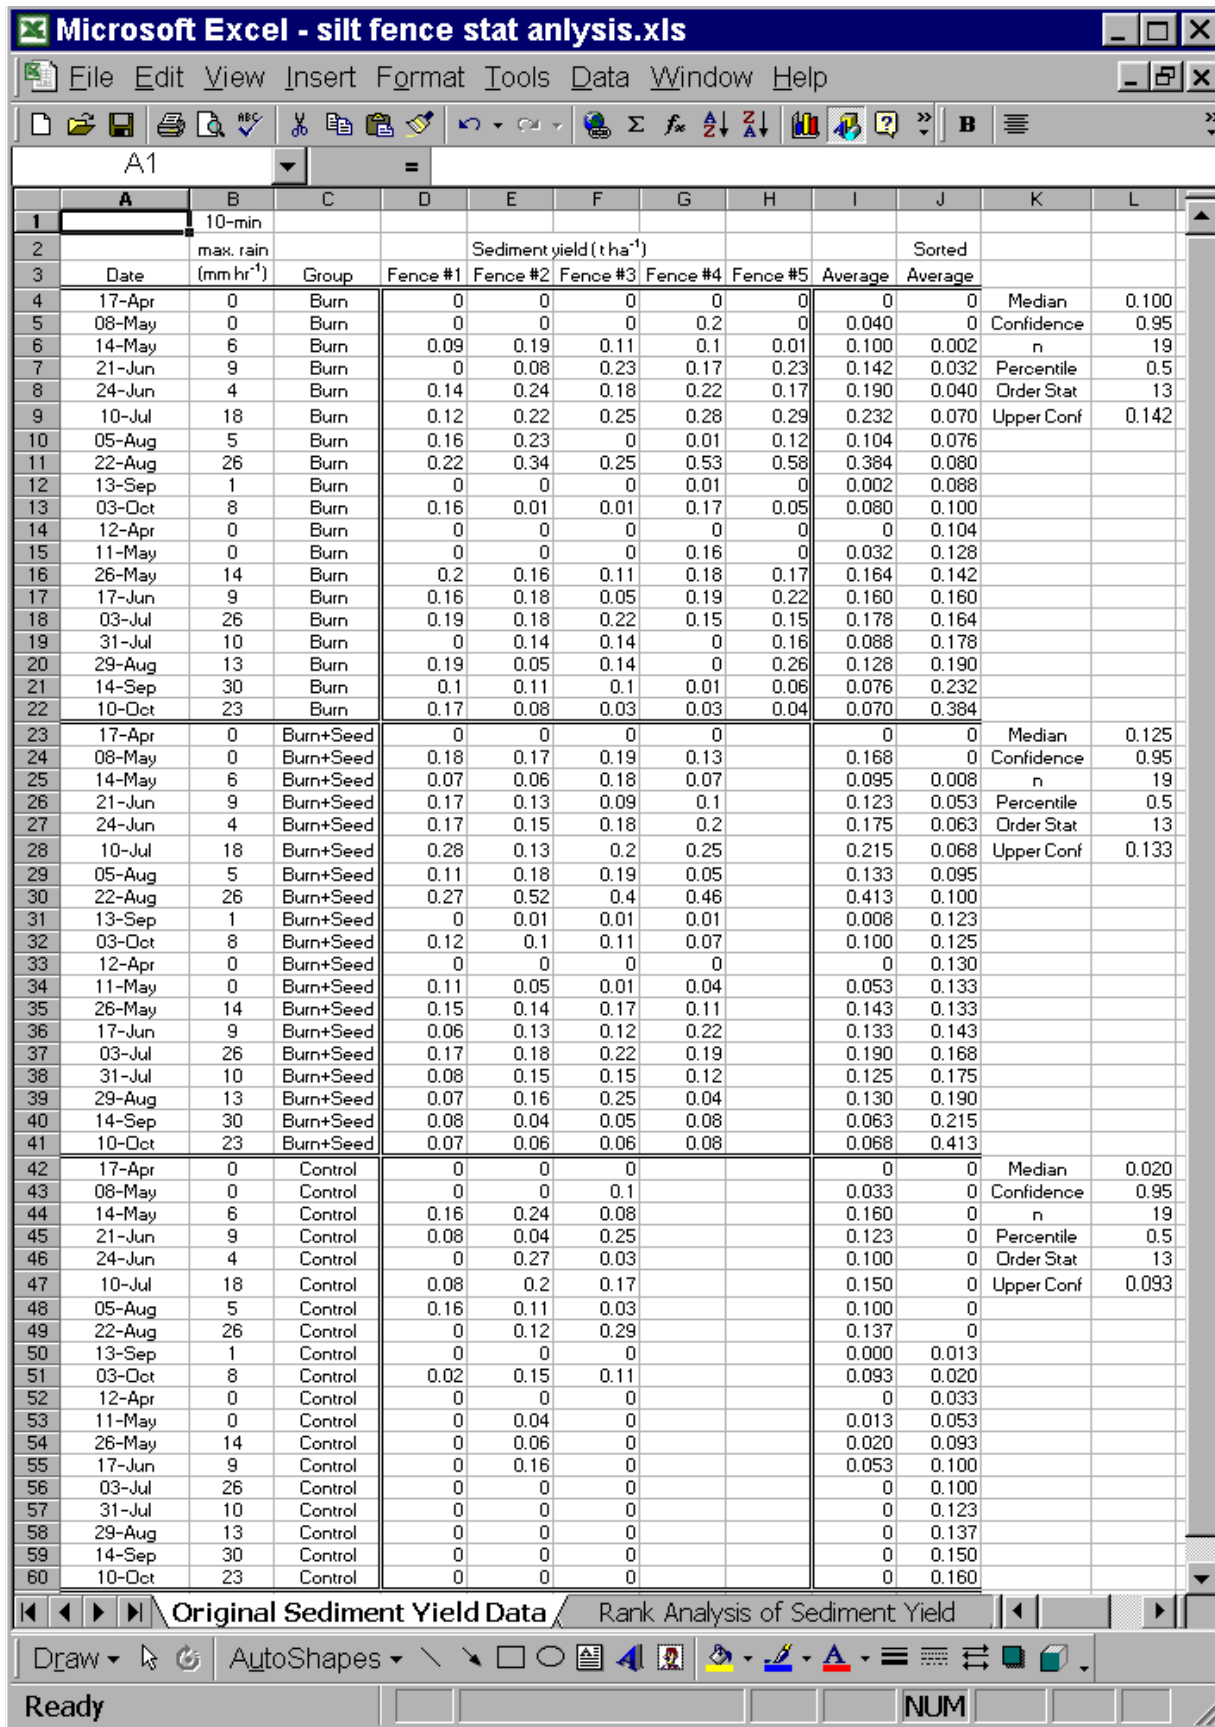 Microsoft Excel - silt fence stat anlysis.xls
File Edit View Insert Format Tools Data Window Help
A1 =
A B C D E F G H I J K L
1 10-min
2 max. rain Sediment yield ( t ha-1) Sorted
3 Date (mm hr-1) Group Fence #1 Fence #2 Fence #3 Fence #4 Fence #5 Average Average
4 17-Apr 0 Burn 0 0 0 0 0 0 0 Median 0.100
5 08-May 0 Burn 0 0 0 0.2 0 0.040 0 Confidence 0.95
6 14-May 6 Burn 0.09 0.19 0.11 0.1 0.01 0.100 0.002 n 19
7 21-Jun 9 Burn 0 0.08 0.23 0.17 0.23 0.142 0.032 Percentile 0.5
8 24-Jun 4 Burn 0.14 0.24 0.18 0.22 0.17 0.190 0.040 Order Stat 13
9 10-Jul 18 Burn 0.12 0.22 0.25 0.28 0.29 0.232 0.070 Upper Conf 0.142
10 05-Aug 5 Burn 0.16 0.23 0 0.01 0.12 0.104 0.076
11 22-Aug 26 Burn 0.22 0.34 0.25 0.53 0.58 0.384 0.080
12 13-Sep 1 Burn 0 0 0 0.01 0 0.002 0.088
13 03-Oct 8 Burn 0.16 0.01 0.01 0.17 0.05 0.080 0.100
14 12-Apr 0 Burn 0 0 0 0 0 0 0.104
15 11-May 0 Burn 0 0 0 0.16 0 0.032 0.128
16 26-May 14 Burn 0.2 0.16 0.11 0.18 0.17 0.164 0.142
17 17-Jun 9 Burn 0.16 0.18 0.05 0.19 0.22 0.160 0.160
18 03-Jul 26 Burn 0.19 0.18 0.22 0.15 0.15 0.178 0.164
19 31-Jul 10 Burn 0 0.14 0.14 0 0.16 0.088 0.178
20 29-Aug 13 Burn 0.19 0.05 0.14 0 0.26 0.128 0.190
21 14-Sep 30 Burn 0.1 0.11 0.1 0.01 0.06 0.076 0.232
22 10-Oct 23 Burn 0.17 0.08 0.03 0.03 0.04 0.070 0.384
23 17-Apr 0 Burn+Seed 0 0 0 0 0 0 Median 0.125
24 08-May 0 Burn+Seed 0.18 0.17 0.19 0.13 0.168 0 Confidence 0.95
25 14-May 6 Burn+Seed 0.07 0.06 0.18 0.07 0.095 0.008 n 19
26 21-Jun 9 Burn+Seed 0.17 0.13 0.09 0.1 0.123 0.053 Percentile 0.5
27 24-Jun 4 Burn+Seed 0.17 0.15 0.18 0.2 0.175 0.063 Order Stat 13
28 10-Jul 18 Burn+Seed 0.28 0.13 0.2 0.25 0.215 0.068 Upper Conf 0.133
29 05-Aug 5 Burn+Seed 0.11 0.18 0.19 0.05 0.133 0.095
30 22-Aug 26 Burn+Seed 0.27 0.52 0.4 0.46 0.413 0.100
31 13-Sep 1 Burn+Seed 0 0.01 0.01 0.01 0.008 0.123
32 03-Oct 8 Burn+Seed 0.12 0.1 0.11 0.07 0.100 0.125
33 12-Apr 0 Burn+Seed 0 0 0 0 0 0.130
34 11-May 0 Burn+Seed 0.11 0.05 0.01 0.04 0.053 0.133
35 26-May 14 Burn+Seed 0.15 0.14 0.17 0.11 0.143 0.133
36 17-Jun 9 Burn+Seed 0.06 0.13 0.12 0.22 0.133 0.143
37 03-Jul 26 Burn+Seed 0.17 0.18 0.22 0.19 0.190 0.168
38 31-Jul 10 Burn+Seed 0.08 0.15 0.15 0.12 0.125 0.175
39 29-Aug 13 Burn+Seed 0.07 0.16 0.25 0.04 0.130 0.190
40 14-Sep 30 Burn+Seed 0.08 0.04 0.05 0.08 0.063 0.215
41 10-Oct 23 Burn+Seed 0.07 0.06 0.06 0.08 0.068 0.413
42 17-Apr 0 Control 0 0 0 0 0 Median 0.020
43 08-May 0 Control 0 0 0.1 0.033 0 Confidence 0.95
44 14-May 6 Control 0.16 0.24 0.08 0.160 0 n 19
45 21-Jun 9 Control 0.08 0.04 0.25 0.123 0 Percentile 0.5
46 24-Jun 4 Control 0 0.27 0.03 0.100 0 Order Stat 13
47 10-Jul 18 Control 0.08 0.2 0.17 0.150 0 Upper Conf 0.093
48 05-Aug 5 Control 0.16 0.11 0.03 0.100 0
49 22-Aug 26 Control 0 0.12 0.29 0.137 0
50 13-Sep 1 Control 0 0 0 0.000 0.013
51 03-Oct 8 Control 0.02 0.15 0.11 0.093 0.020
52 12-Apr 0 Control 0 0 0 0 0.033
53 11-May 0 Control 0 0.04 0 0.013 0.053
54 26-May 14 Control 0 0.06 0 0.020 0.093
55 17-Jun 9 Control 0 0.16 0 0.053 0.100
56 03-Jul 26 Control 0 0 0 0 0.100
57 31-Jul 10 Control 0 0 0 0 0.123
58 29-Aug 13 Control 0 0 0 0 0.137
59 14-Sep 30 Control 0 0 0 0 0.150
60 10-Oct 23 Control 0 0 0 0 0.160
Original Sediment Yield Data Rank Analysis of Sediment Yield
Draw AutoShapes
Ready NUM